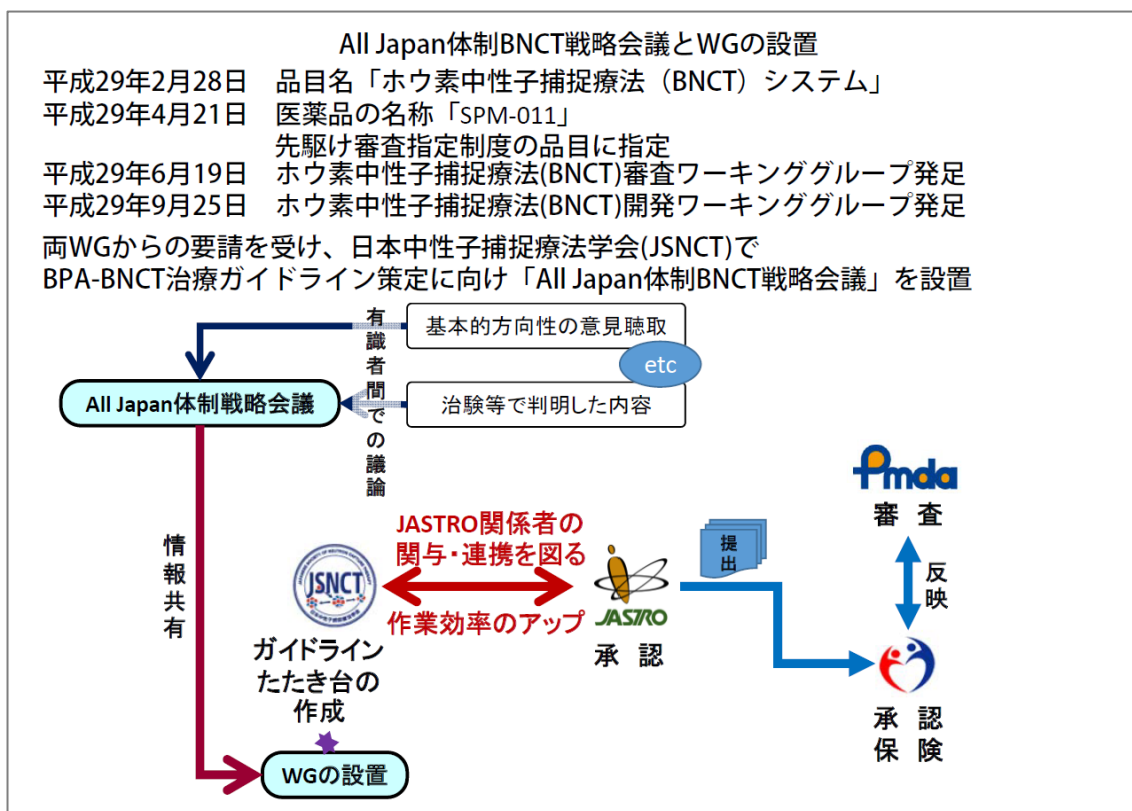 All Japan体制BNCT戦略会議とWGの設置
平成29年2月28日 品目名「ホウ素中性子捕捉療法（BNCT）システム」
平成29年4月21日 医薬品の名称「SPM-011」
先駆け審査指定制度の品目に指定
平成29年6月19日 ホウ素中性子捕捉療法(BNCT)審査ワーキンググループ発足
平成29年9月25日 ホウ素中性子捕捉療法(BNCT)開発ワーキンググループ発足
両WGからの要請を受け、日本中性子捕捉療法学会(JSNCT)で
BPA-BNCT治療ガイドライン策定に向け「All Japan体制BNCT戦略会議」を設置
有識者間での議論
基本的方向性の意見聴取
etc
All Japan体制戦略会議
治験等で判明した内容
情報共有
JASTRO関係者の
関与・連携を図る
作業効率のアップ
JSNCT
ガイドライン
たたき台の
作成
WGの設置
JASTRO
承認
提出
Pmda
審査
反映
承認
保険